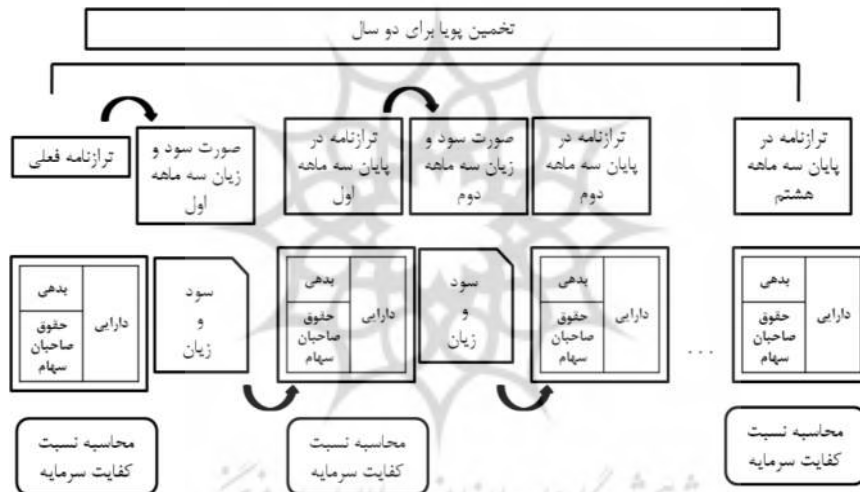 تخمین پویا برای دو سال
ترازنامه فعلی
صورت سود و
زیان سه ماهه
اول
ترازنامه در
پایان سه ماهه
اول
صورت سود و
زیان سه ماهه
دوم
ترازنامه در
پایان سه ماهه
دوم
ترازنامه در
پایان سه ماهه
هشتم
دارایی
بدهی
حقوق
صاحبان
سهام
سود
و
زیان
دارایی
بدهی
حقوق
صاحبان
سهام
سود
و
زیان
دارایی
بدهی
حقوق
صاحبان
سهام
...
دارایی
بدهی
حقوق
صاحبان
سهام
محاسبه نسبت
کفایت سرمایه
محاسبه نسبت
کفایت سرمایه
محاسبه نسبت
کفایت سرمایه